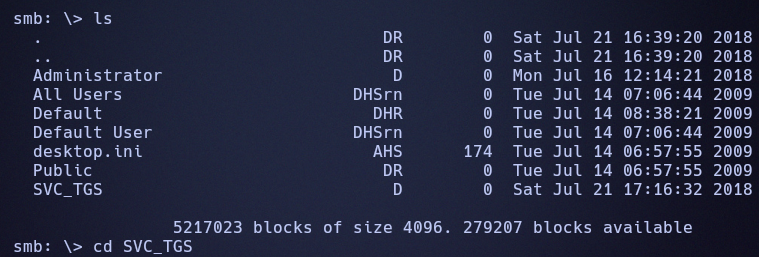 smb: \> ls
  .                                  DR        0  Sat Jul 21 16:39:20 2018
  ..                                 DR        0  Sat Jul 21 16:39:20 2018
  Administrator                       D        0  Mon Jul 16 12:14:21 2018
  All Users                       DHSrn        0  Tue Jul 14 07:06:44 2009
  Default                           DHR        0  Tue Jul 14 08:38:21 2009
  Default User                    DHSrn        0  Tue Jul 14 07:06:44 2009
  desktop.ini                       AHS      174  Tue Jul 14 06:57:55 2009
  Public                             DR        0  Tue Jul 14 06:57:55 2009
  SVC_TGS                             D        0  Sat Jul 21 17:16:32 2018
                5217023 blocks of size 4096. 279207 blocks available
smb: \> cd SVC_TGS